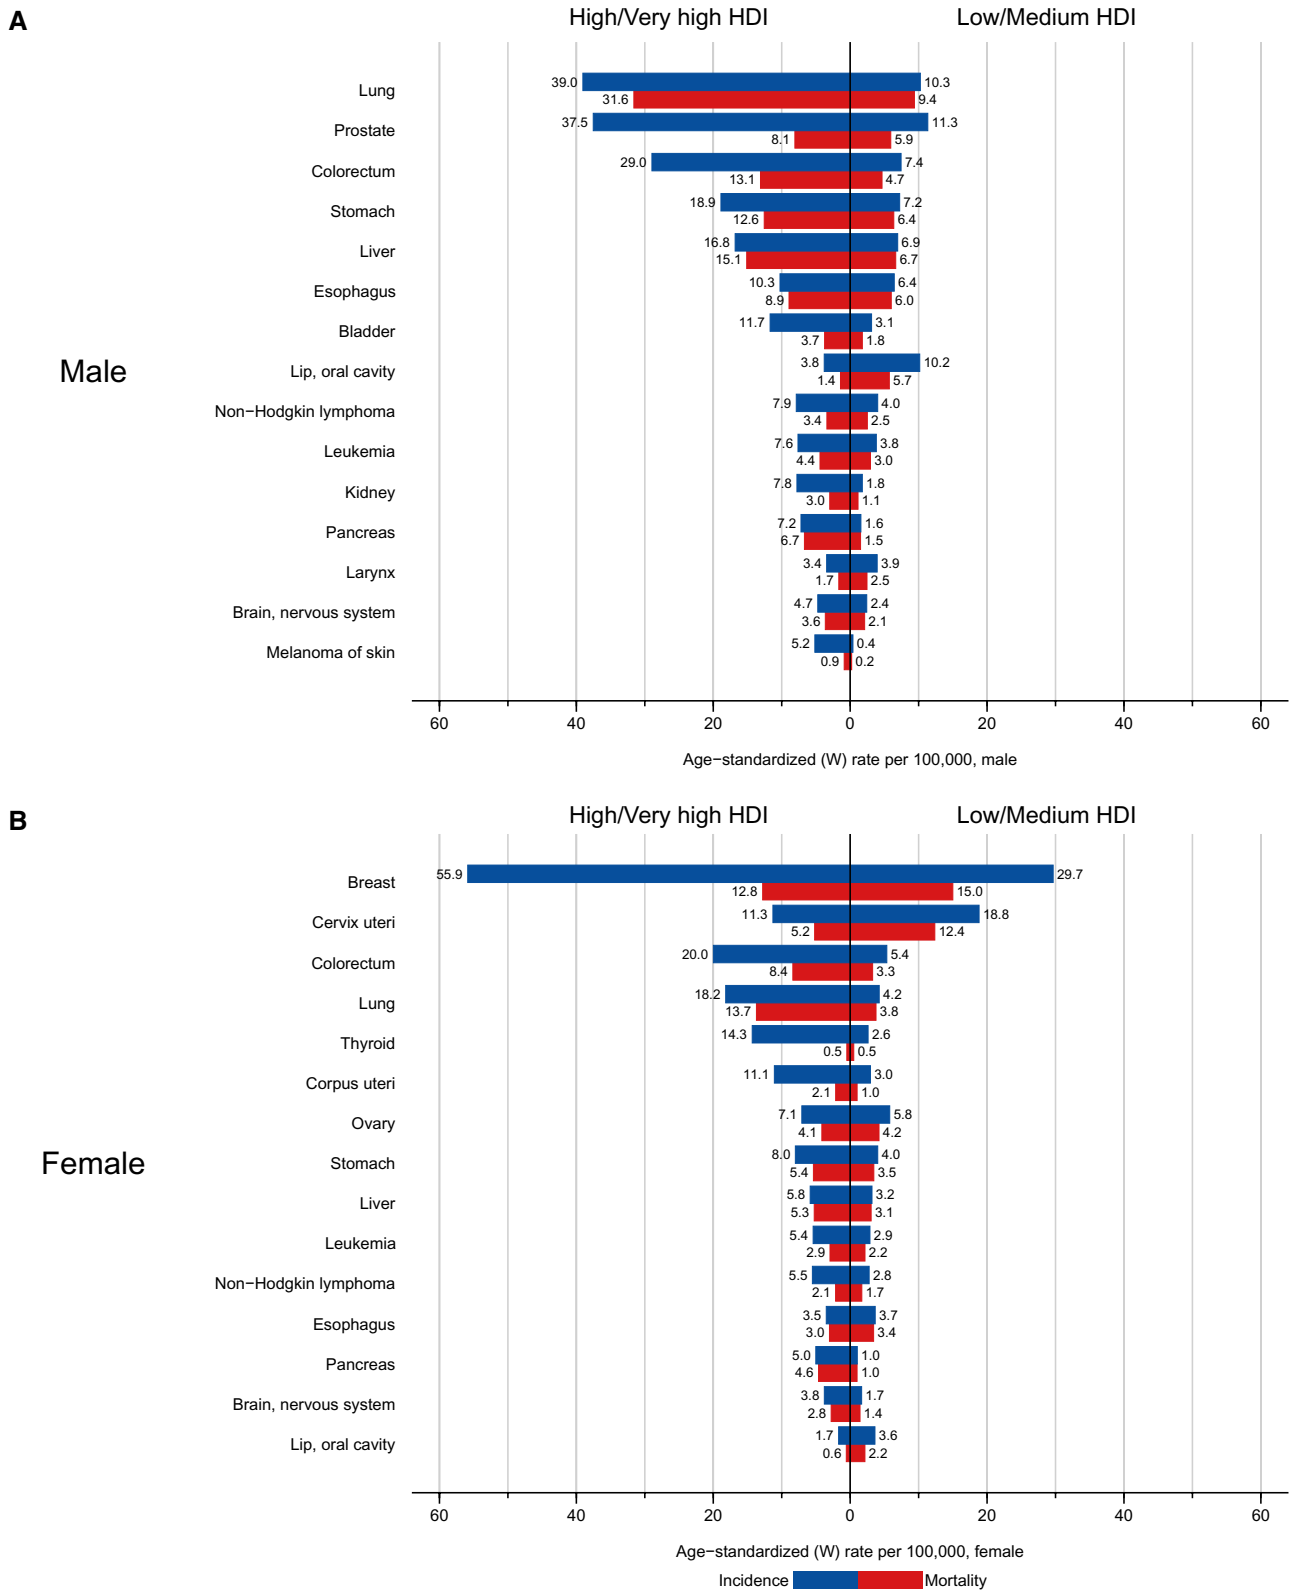 A
High/Very high HDI Low/Medium HDI
Lung 39.0 10.3
31.6 9.4
Prostate 37.5 11.3
8.1 5.9
Colorectum 29.0 7.4
13.1 4.7
Stomach 18.9 7.2
12.6 6.4
Liver 16.8 6.9
15.1 6.7
Esophagus 10.3 6.4
8.9 6.0
Bladder 11.7 3.1
3.7 1.8
Male
Lip, oral cavity 3.8 10.2
1.4 5.7
Non−Hodgkin lymphoma 7.9 4.0
3.4 2.5
Leukemia 7.6 3.8
4.4 3.0
Kidney 7.8 1.8
3.0 1.1
Pancreas 7.2 1.6
6.7 1.5
Larynx 3.4 3.9
1.7 2.5
Brain, nervous system 4.7 2.4
3.6 2.1
Melanoma of skin 5.2 0.4
0.9 0.2
60 40 20 0 20 40 60
Age−standardized (W) rate per 100,000, male
B
High/Very high HDI Low/Medium HDI
Breast 55.9 29.7
12.8 15.0
Cervix uteri 11.3 18.8
5.2 12.4
Colorectum 20.0 5.4
8.4 3.3
Lung 18.2 4.2
13.7 3.8
Thyroid 14.3 2.6
0.5 0.5
Corpus uteri 11.1 3.0
2.1 1.0
Ovary 7.1 5.8
4.1 4.2
Female
Stomach 8.0 4.0
5.4 3.5
Liver 5.8 3.2
5.3 3.1
Leukemia 5.4 2.9
2.9 2.2
Non−Hodgkin lymphoma 5.5 2.8
2.1 1.7
Esophagus 3.5 3.7
3.0 3.4
Pancreas 5.0 1.0
4.6 1.0
Brain, nervous system 3.8 1.7
2.8 1.4
Lip, oral cavity 1.7 3.6
0.6 2.2
60 40 20 0 20 40 60
Age−standardized (W) rate per 100,000, female
Incidence Mortality